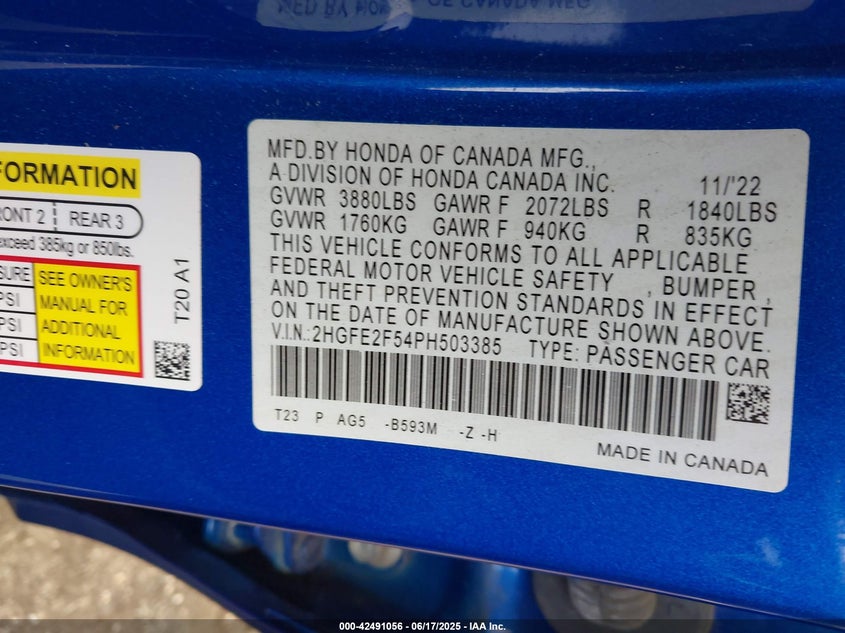 MFD.BY HONDA OF CANADA MFG.,
A DIVISION OF HONDA CANADA INC. 11/'22
GVWR 3880LBS GAWR F 2072LBS R 1840LBS
GVWR 1760KG GAWR F 940KG R 835KG
THIS VEHICLE CONFORMS TO ALL APPLICABLE
FEDERAL MOTOR VEHICLE SAFETY , BUMPER ,
AND THEFT PREVENTION STANDARDS IN EFFECT
ON THE DATE OF MANUFACTURE SHOWN ABOVE.
V.I.N.:2HGFE2F54PH503385 TYPE: PASSENGER CAR
T23 P AG5 -B593M -Z -H
MADE IN CANADA
FORMATION
RONT 2 REAR 3
exceed 385kg or 850lbs.
SURE SEE OWNER'S
PSI MANUAL FOR
PSI ADDITIONAL
PSI INFORMATION
T20 A1
000-42491056 / 06/17/2025 / IAA Inc.